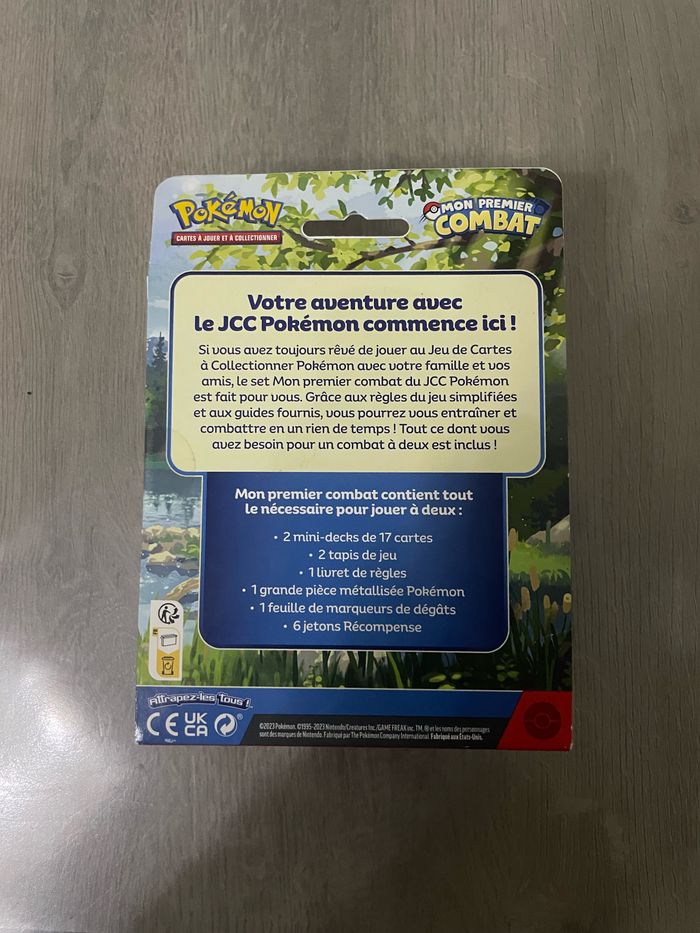 POKéMON
CARTES À JOUER ET À COLLECTIONNER
MON PREMIER
COMBAT
Votre aventure avec
le JCC Pokémon commence ici !
Si vous avez toujours rêvé de jouer au Jeu de Cartes
à Collectionner Pokémon avec votre famille et vos
amis, le set Mon premier combat du JCC Pokémon
est fait pour vous. Grâce aux règles du jeu simplifiées
et aux guides fournis, vous pourrez vous entraîner et
combattre en un rien de temps ! Tout ce dont vous
avez besoin pour un combat à deux est inclus !
Mon premier combat contient tout
le nécessaire pour jouer à deux :
• 2 mini-decks de 17 cartes
• 2 tapis de jeu
• 1 livret de règles
• 1 grande pièce métallisée Pokémon
• 1 feuille de marqueurs de dégâts
• 6 jetons Récompense
Attrapez-les Tous !
CE UK
CA
©2023 Pokémon. ©1995-2023 Nintendo/Creatures Inc./GAME FREAK inc. TM, ® et les noms des personnages
sont des marques de Nintendo. Fabriqué par The Pokémon Company International. Fabriqué aux États-Unis.